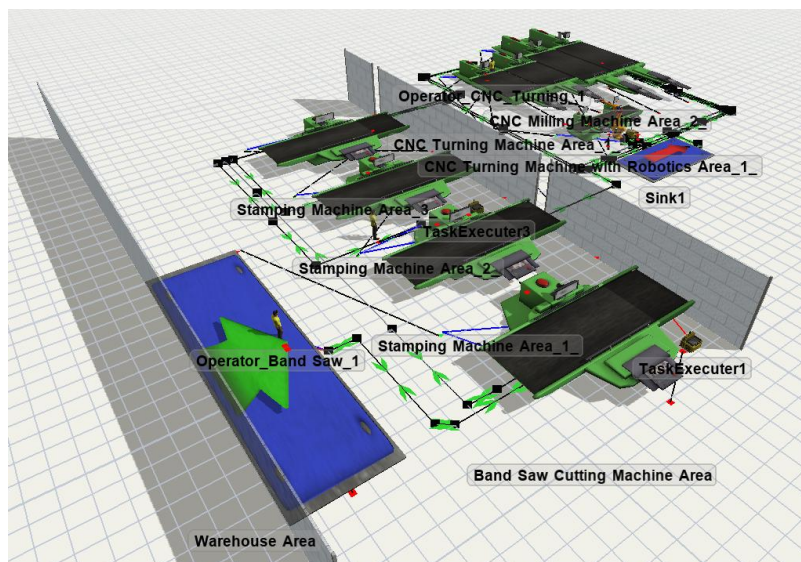 Operator_CNC_Turning_1
CNC Milling Machine Area_2_
CNC Turning Machine Area_1_
CNC Turning Machine with Robotics Area_1_
Sink1
Stamping Machine Area_3
TaskExecuter3
Stamping Machine Area_2_
Stamping Machine Area_1_
Operator_Band Saw_1
TaskExecuter1
Band Saw Cutting Machine Area
Warehouse Area